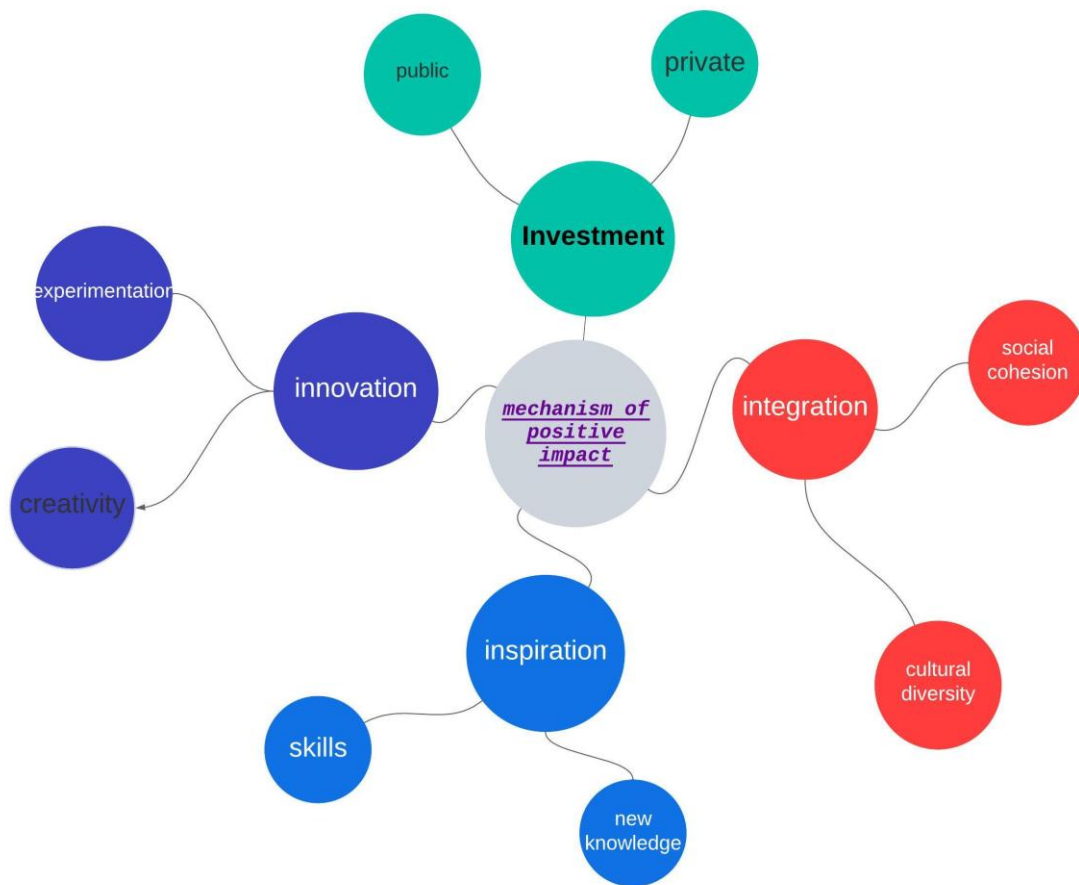 public
private
Investment
experimentation
innovation
creativity
mechanism of
positive
impact
integration
social
cohesion
cultural
diversity
inspiration
skills
new
knowledge